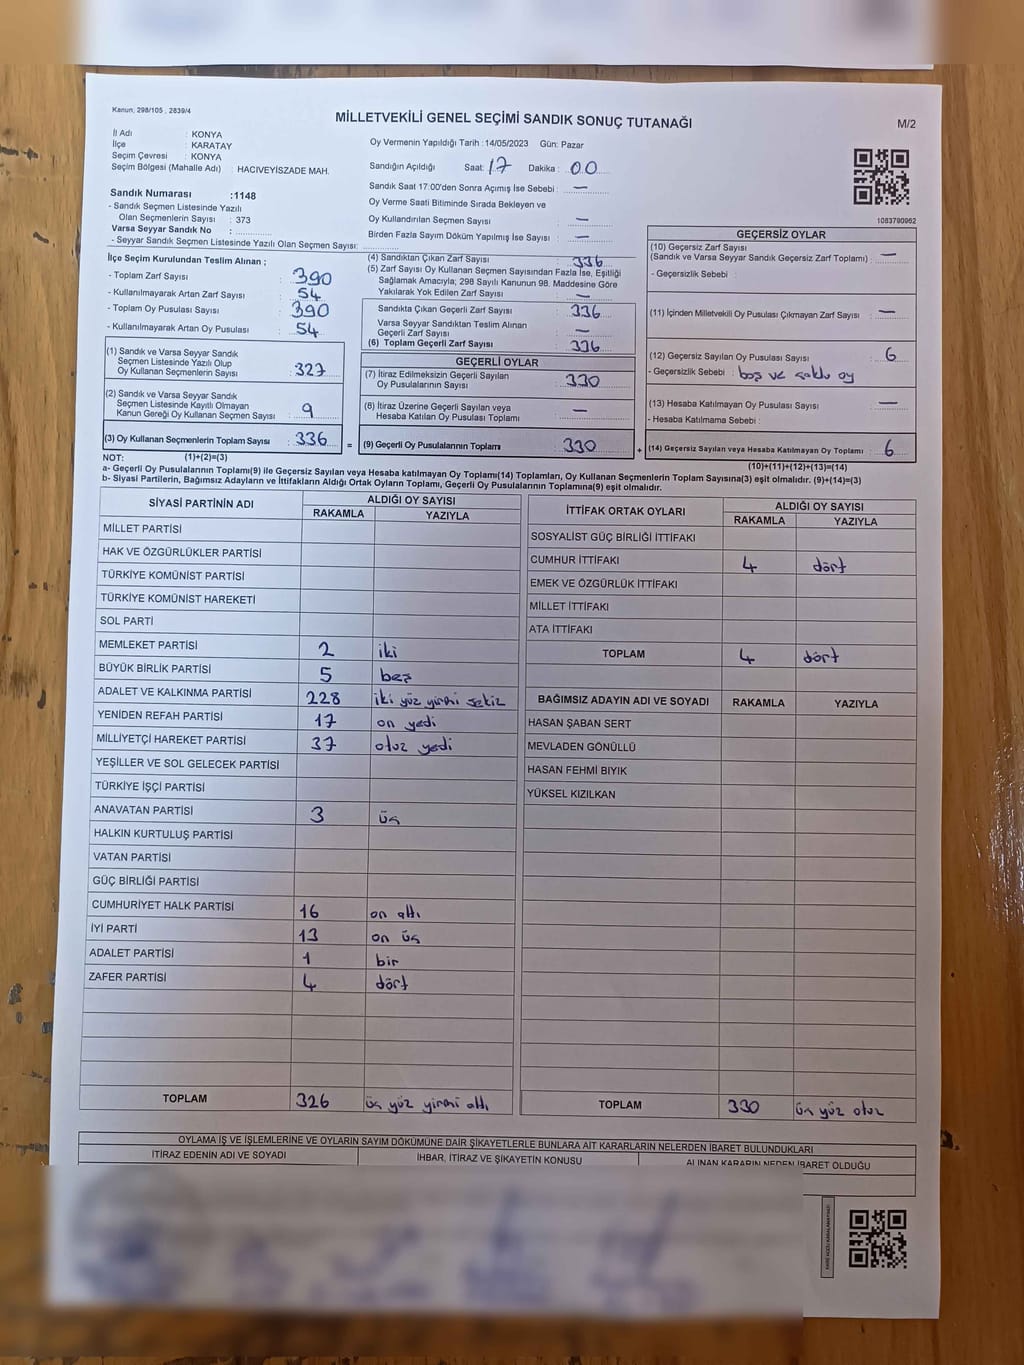 Kanun, 298/105 , 2839/4
MİLLETVEKİLİ GENEL SEÇİMİ SANDIK SONUÇ TUTANAĞI
M/2
İl Adı : KONYA
İlçe : KARATAY
Seçim Çevresi : KONYA
Seçim Bölgesi (Mahalle Adı) : HACIVEYİSZADE MAH.
Sandık Numarası :1148
- Sandık Seçmen Listesinde Yazılı
Olan Seçmenlerin Sayısı : 373
Varsa Seyyar Sandık No :
- Seyyar Sandık Seçmen Listesinde Yazılı Olan Seçmen Sayısı:
Oy Vermenin Yapıldığı Tarih : 14/05/2023 Gün: Pazar
Sandığın Açıldığı Saat: 17 Dakika : 00
Sandık Saat 17:00'den Sonra Açımış İse Sebebi : —
Oy Verme Saati Bitiminde Sırada Bekleyen ve
Oy Kullandırılan Seçmen Sayısı : —
Birden Fazla Sayım Döküm Yapılmış İse Sayısı : —
1083790962
İlçe Seçim Kurulundan Teslim Alınan ;
- Toplam Zarf Sayısı : 390
- Kullanılmayarak Artan Zarf Sayısı : 54
- Toplam Oy Pusulası Sayısı : 390
- Kullanılmayarak Artan Oy Pusulası : 54
(1) Sandık ve Varsa Seyyar Sandık
Seçmen Listesinde Yazılı Olup
Oy Kullanan Seçmenlerin Sayısı : 327
(2) Sandık ve Varsa Seyyar Sandık
Seçmen Listesinde Kayıtlı Olmayan
Kanun Gereği Oy Kullanan Seçmen Sayısı : 9
(3) Oy Kullanan Seçmenlerin Toplam Sayısı : 336 =
(4) Sandıktan Çıkan Zarf Sayısı : 336
(5) Zarf Sayısı Oy Kullanan Seçmen Sayısından Fazla İse, Eşitliği
Sağlamak Amacıyla; 298 Sayılı Kanunun 98. Maddesine Göre
Yakılarak Yok Edilen Zarf Sayısı : —
Sandıkta Çıkan Geçerli Zarf Sayısı : 336
Varsa Seyyar Sandıktan Teslim Alınan
Geçerli Zarf Sayısı : —
(6) Toplam Geçerli Zarf Sayısı : 336
GEÇERLİ OYLAR
(7) İtiraz Edilmeksizin Geçerli Sayılan
Oy Pusulalarının Sayısı : 330
(8) İtiraz Üzerine Geçerli Sayılan veya
Hesaba Katılan Oy Pusulası Toplamı : —
(9) Geçerli Oy Pusulalarının Toplamı : 330 +
GEÇERSİZ OYLAR
(10) Geçersiz Zarf Sayısı
(Sandık ve Varsa Seyyar Sandık Geçersiz Zarf Toplamı) : —
- Geçersizlik Sebebi :
(11) İçinden Milletvekili Oy Pusulası Çıkmayan Zarf Sayısı : —
(12) Geçersiz Sayılan Oy Pusulası Sayısı : 6
- Geçersizlik Sebebi : boş ve çoklu oy
(13) Hesaba Katılmayan Oy Pusulası Sayısı : —
- Hesaba Katılmama Sebebi :
(14) Geçersiz Sayılan veya Hesaba Katılmayan Oy Toplamı : 6
NOT: (1)+(2)=(3)
(10)+(11)+(12)+(13)=(14)
a- Geçerli Oy Pusulalarının Toplamı(9) ile Geçersiz Sayılan veya Hesaba katılmayan Oy Toplamı(14) Toplamları, Oy Kullanan Seçmenlerin Toplam Sayısına(3) eşit olmalıdır. (9)+(14)=(3)
b- Siyasi Partilerin, Bağımsız Adayların ve İttifakların Aldığı Ortak Oyların Toplamı, Geçerli Oy Pusulalarının Toplamına(9) eşit olmalıdır.
SİYASİ PARTİNİN ADI ALDIĞI OY SAYISI
RAKAMLA YAZIYLA
MİLLET PARTİSİ
HAK VE ÖZGÜRLÜKLER PARTİSİ
TÜRKİYE KOMÜNİST PARTİSİ
TÜRKİYE KOMÜNİST HAREKETİ
SOL PARTİ
MEMLEKET PARTİSİ 2 iki
BÜYÜK BİRLİK PARTİSİ 5 beş
ADALET VE KALKINMA PARTİSİ 228 iki yüz yirmi sekiz
YENİDEN REFAH PARTİSİ 17 on yedi
MİLLİYETÇİ HAREKET PARTİSİ 37 otuz yedi
YEŞİLLER VE SOL GELECEK PARTİSİ
TÜRKİYE İŞÇİ PARTİSİ
ANAVATAN PARTİSİ 3 üç
HALKIN KURTULUŞ PARTİSİ
VATAN PARTİSİ
GÜÇ BİRLİĞİ PARTİSİ
CUMHURİYET HALK PARTİSİ 16 on altı
İYİ PARTİ 13 on üç
ADALET PARTİSİ 1 bir
ZAFER PARTİSİ 4 dört
TOPLAM 326 üç yüz yirmi altı
İTTİFAK ORTAK OYLARI ALDIĞI OY SAYISI
RAKAMLA YAZIYLA
SOSYALİST GÜÇ BİRLİĞİ İTTİFAKI
CUMHUR İTTİFAKI 4 dört
EMEK VE ÖZGÜRLÜK İTTİFAKI
MİLLET İTTİFAKI
ATA İTTİFAKI
TOPLAM 4 dört
BAĞIMSIZ ADAYIN ADI VE SOYADI RAKAMLA YAZIYLA
HASAN ŞABAN SERT
MEVLADEN GÖNÜLLÜ
HASAN FEHMİ BIYIK
YÜKSEL KIZILKAN
TOPLAM 330 üç yüz otuz
OYLAMA İŞ VE İŞLEMLERİNE VE OYLARIN SAYIM DÖKÜMÜNE DAİR ŞİKAYETLERLE BUNLARA AİT KARARLARIN NELERDEN İBARET BULUNDUKLARI
İTİRAZ EDENİN ADI VE SOYADI İHBAR, İTİRAZ VE ŞİKAYETİN KONUSU ALINAN KARARIN NEDEN İBARET OLDUĞU